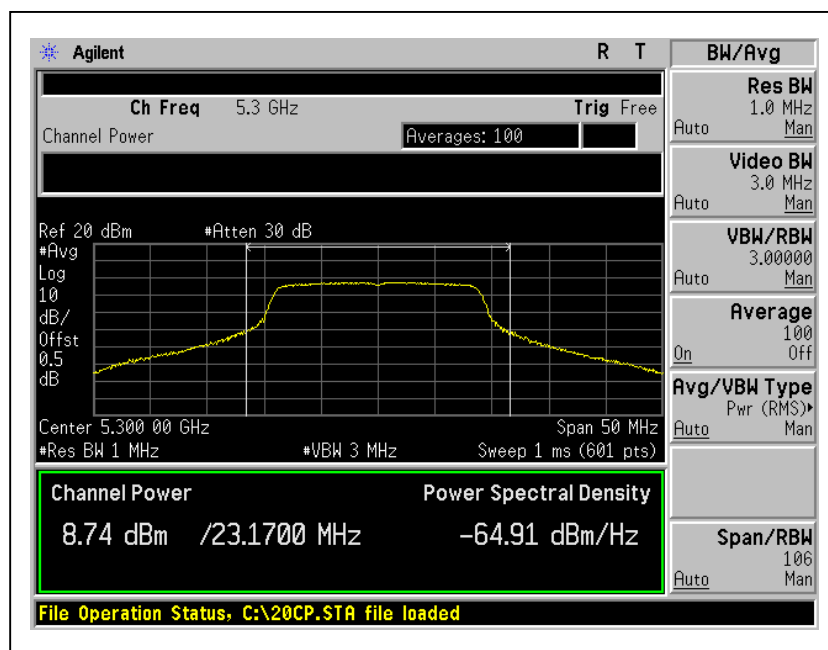 Agilent R T
Ch Freq 5.3 GHz Trig Free
Channel Power Averages: 100
Ref 20 dBm #Atten 30 dB
#Avg
Log
10
dB/
Offst
0.5
dB
Center 5.300 00 GHz Span 50 MHz
#Res BW 1 MHz #VBW 3 MHz Sweep 1 ms (601 pts)
Channel Power Power Spectral Density
8.74 dBm /23.1700 MHz -64.91 dBm/Hz
File Operation Status, C:\20CP.STA file loaded
BW/Avg
Res BW
1.0 MHz
Auto Man
Video BW
3.0 MHz
Auto Man
VBW/RBW
3.00000
Auto Man
Average
100
On Off
Avg/VBW Type
Pwr (RMS)▸
Auto Man
Span/RBW
106
Auto Man